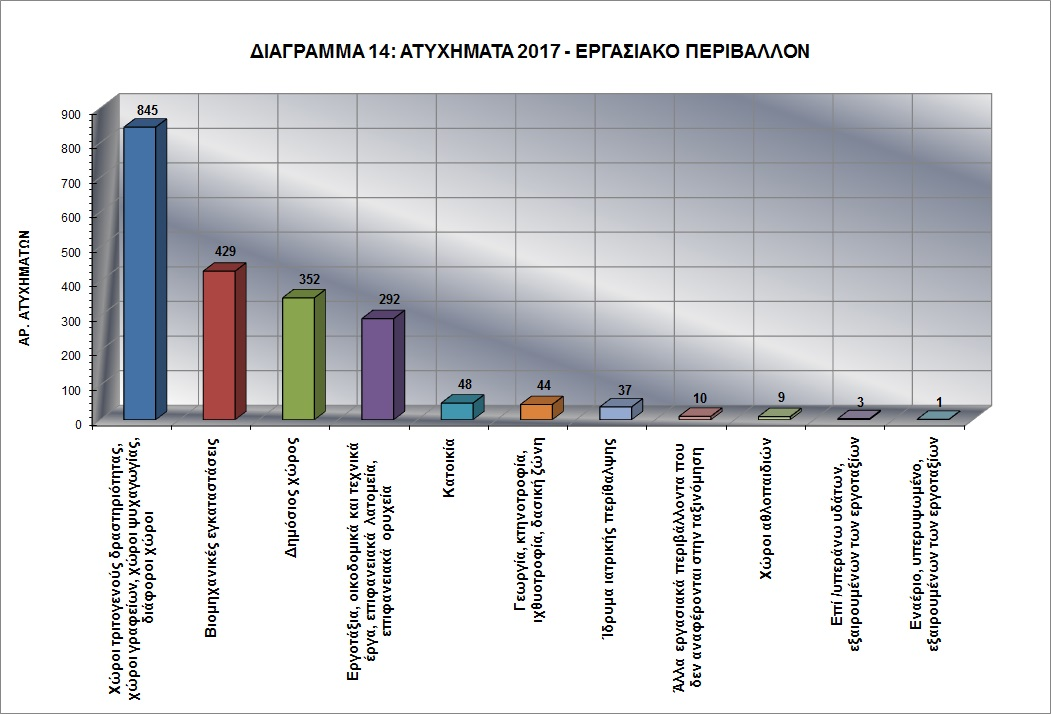 ΔΙΑΓΡΑΜΜΑ 14: ΑΤΥΧΗΜΑΤΑ 2017 - ΕΡΓΑΣΙΑΚΟ ΠΕΡΙΒΑΛΛΟΝ
ΑΡ. ΑΤΥΧΗΜΑΤΩΝ
900
800
700
600
500
400
300
200
100
0
845
429
352
292
48
44
37
10
9
3
1
Χώροι τριτογενούς δραστηριότητας,
χώροι γραφείων, χώροι ψυχαγωγίας,
διάφοροι χώροι
Βιομηχανικές εγκαταστάσεις
Δημόσιος χώρος
Εργοτάξια, οικοδομικά και τεχνικά
έργα, επιφανειακά λατομεία,
επιφανειακά ορυχεία
Κατοικία
Γεωργία, κτηνοτροφία,
ιχθυοτροφία, δασική ζώνη
Ίδρυμα ιατρικής περίθαλψης
Άλλα εργασιακά περιβάλλοντα που
δεν αναφέρονται στην ταξινόμηση
Χώροι αθλοπαιδιών
Επί /υπεράνω υδάτων,
εξαιρουμένων των εργοταξίων
Εναέριο, υπερυψωμένο,
εξαιρουμένων των εργοταξίων